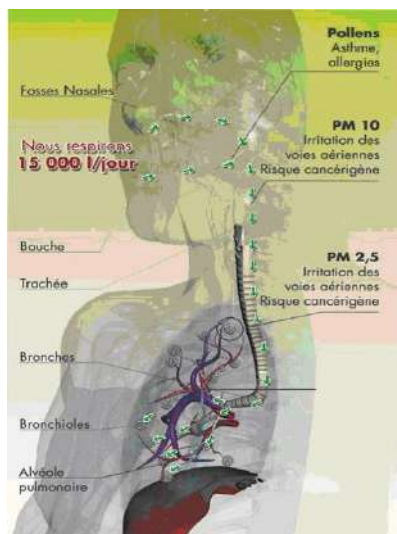 Pollens
Asthme,
allergies
Fosses Nasales
PM 10
Irritation des
voies aériennes
Risque cancérigène
Nous respirons
15 000 l/jour
Bouche
Trachée
PM 2,5
Irritation des
voies aériennes
Risque cancérigène
Bronches
Bronchioles
Alvéole
pulmonaire